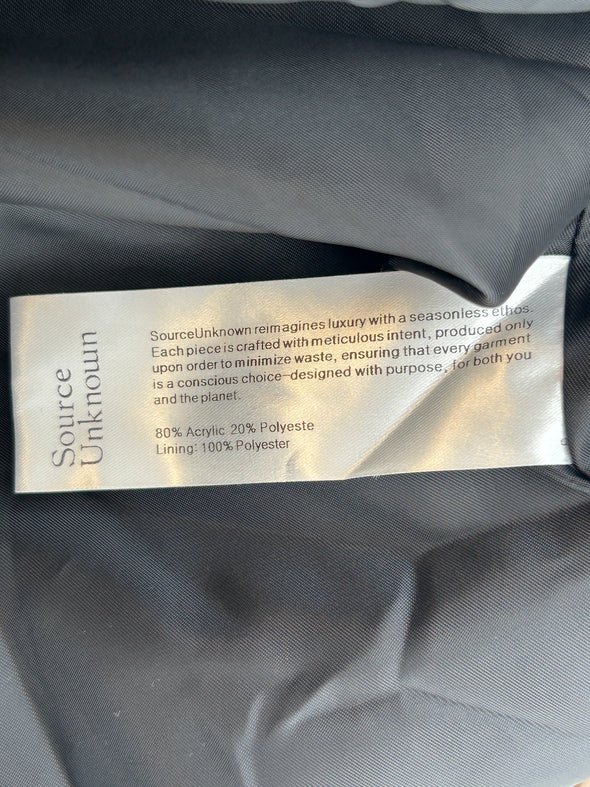 Source
Unknown
SourceUnknown reimagines luxury with a seasonless ethos.
Each piece is crafted with meticulous intent, produced only
upon order to minimize waste, ensuring that every garment
is a conscious choice—designed with purpose, for both you
and the planet.
80% Acrylic 20% Polyeste
Lining: 100% Polyester